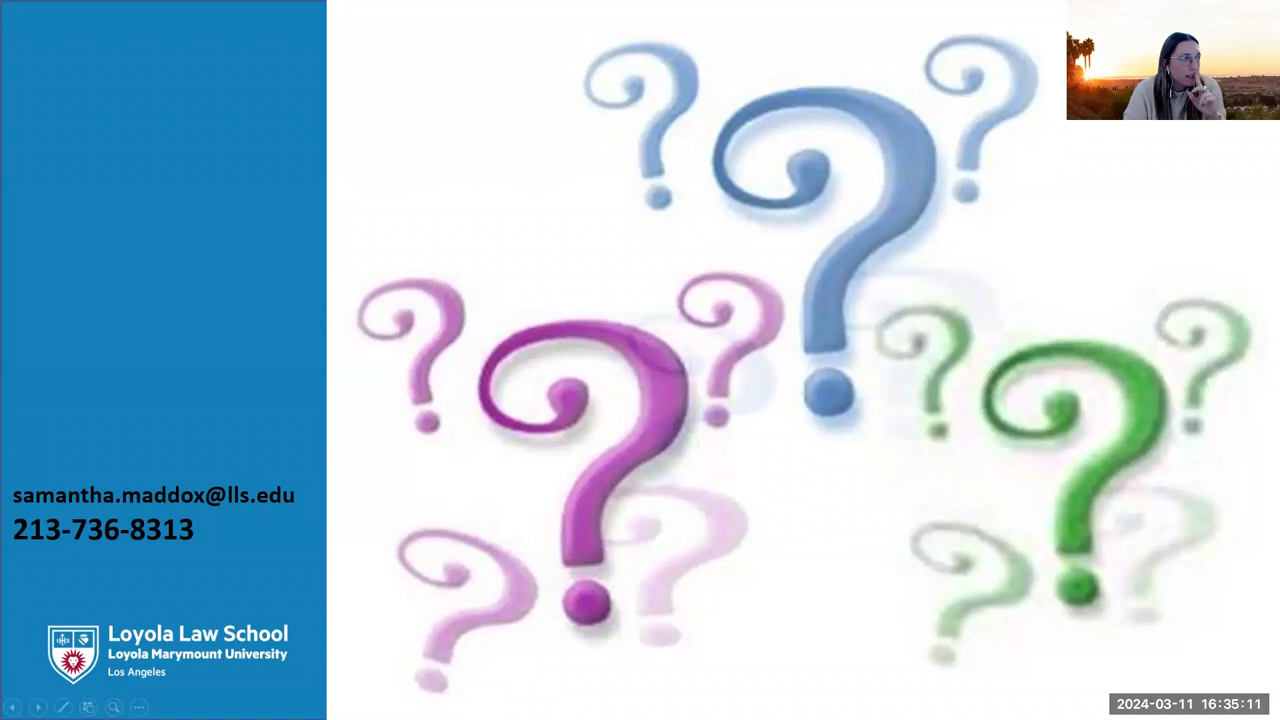 samantha.maddox@lls.edu
213-736-8313
Loyola Law School
Loyola Marymount University
Los Angeles
2024-03-11 16:35:11